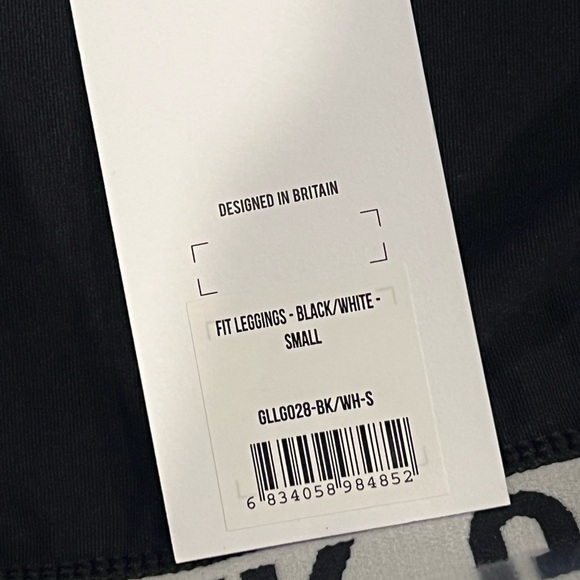 DESIGNED IN BRITAIN
FIT LEGGINGS - BLACK/WHITE -
SMALL
GLLG028-BK/WH-S
6 834058 984852